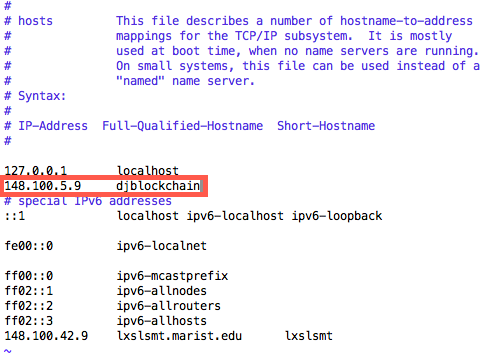 #
# hosts         This file describes a number of hostname-to-address
#               mappings for the TCP/IP subsystem.  It is mostly
#               used at boot time, when no name servers are running.
#               On small systems, this file can be used instead of a
#               "named" name server.
# Syntax:
#
# IP-Address  Full-Qualified-Hostname  Short-Hostname
#
127.0.0.1       localhost
148.100.5.9     djblockchain
# special IPv6 addresses
::1             localhost ipv6-localhost ipv6-loopback
fe00::0         ipv6-localnet
ff00::0         ipv6-mcastprefix
ff02::1         ipv6-allnodes
ff02::2         ipv6-allrouters
ff02::3         ipv6-allhosts
148.100.42.9    lxslsmt.marist.edu      lxslsmt
~